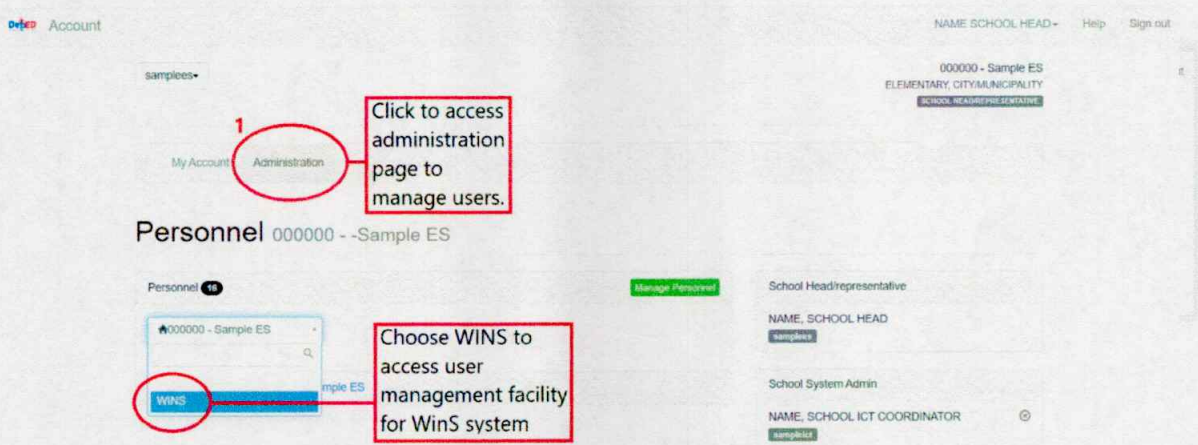 DepED Account
NAME SCHOOL HEAD
Help
Sign out
samplees
000000 - Sample ES
ELEMENTARY, CITY/MUNICIPALITY
SCHOOL HEAD/REPRESENTATIVE
1
My Account
Administration
Click to access
administration
page to
manage users.
Personnel 000000 - -Sample ES
Personnel 16
Manage Personnel
000000 - Sample ES
mple ES
WINS
Choose WINS to
access user
management facility
for WinS system
School Head/representative
NAME, SCHOOL HEAD
samplees
School System Admin
NAME, SCHOOL ICT COORDINATOR
sampleict